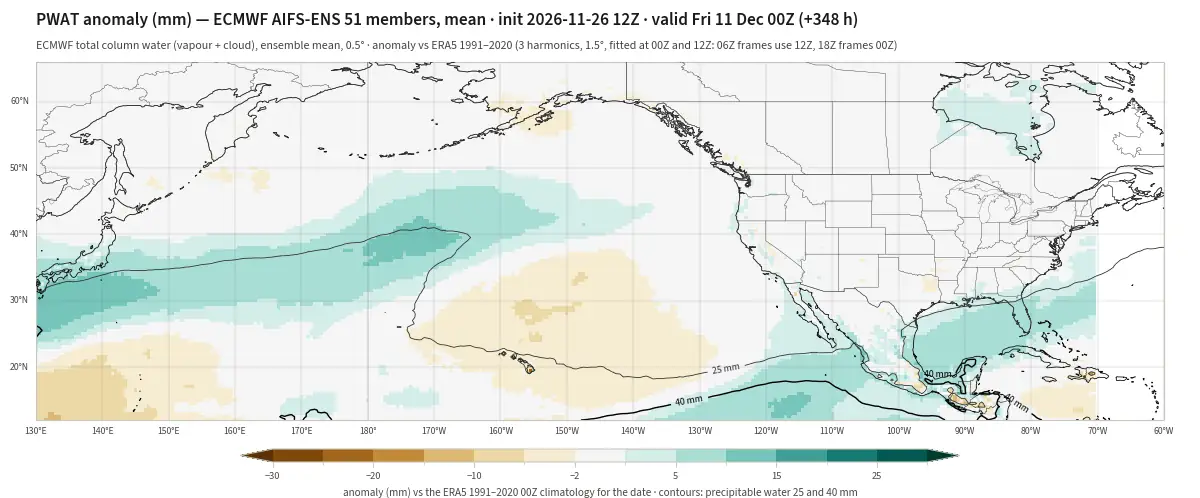 PWAT anomaly (mm) — ECMWF AIFS-ENS 51 members, mean · init 2026-11-26 12Z · valid Fri 11 Dec 00Z (+348 h)
ECMWF total column water (vapour + cloud), ensemble mean, 0.5° · anomaly vs ERA5 1991–2020 (3 harmonics, 1.5°, fitted at 00Z and 12Z: 06Z frames use 12Z, 18Z frames 00Z)
60°N
50°N
40°N
30°N
20°N
25 mm
40 mm
40 mm
40 mm
130°E 140°E 150°E 160°E 170°E 180° 170°W 160°W 150°W 140°W 130°W 120°W 110°W 100°W 90°W 80°W 70°W 60°W
−30 −20 −10 −2 5 15 25
anomaly (mm) vs the ERA5 1991–2020 00Z climatology for the date · contours: precipitable water 25 and 40 mm